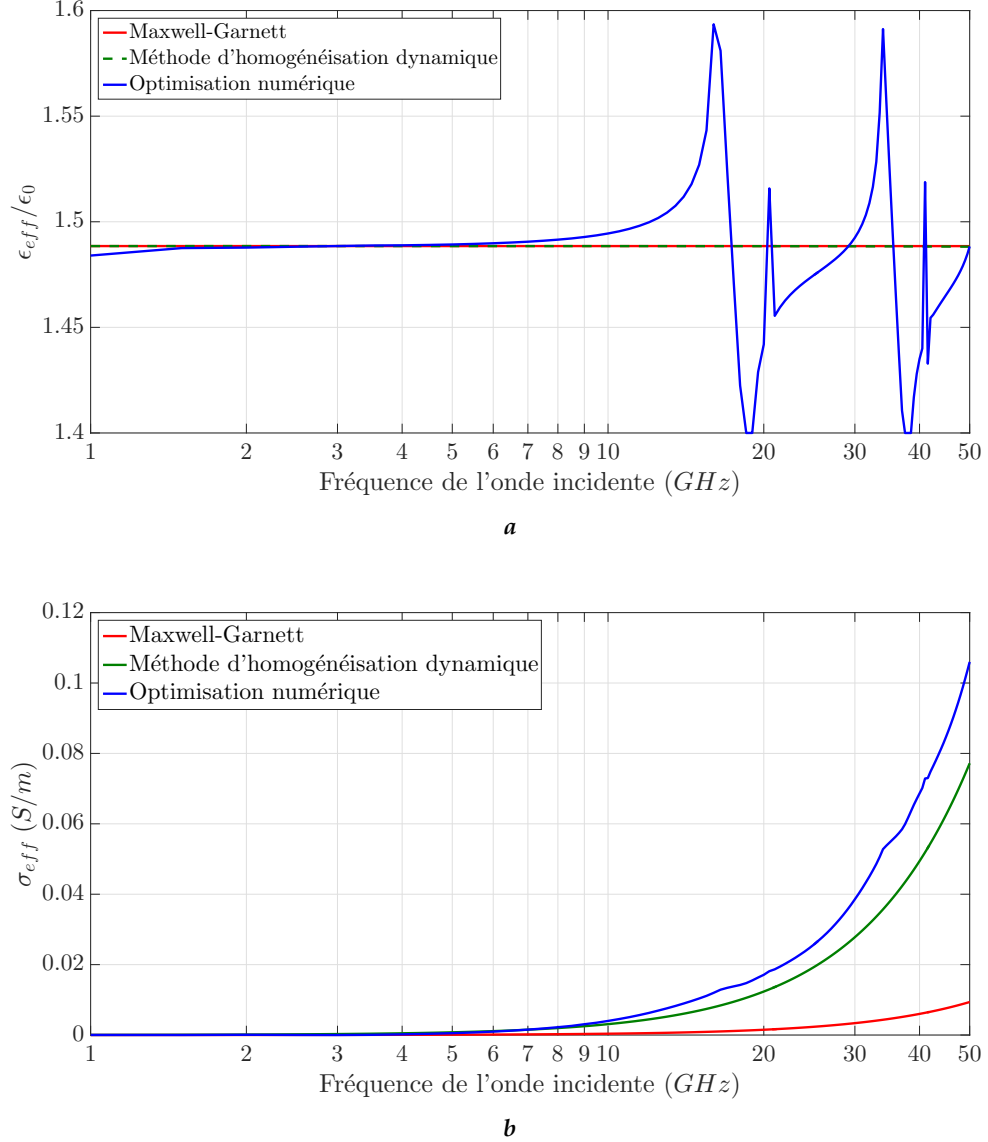 1.6
Maxwell-Garnett
Méthode d'homogénéisation dynamique
Optimisation numérique
1.55
1.5
1.45
1.4
ϵeff/ϵ0
1 2 3 4 5 6 7 8 9 10 20 30 40 50
Fréquence de l'onde incidente (GHz)
a
0.12
Maxwell-Garnett
Méthode d'homogénéisation dynamique
Optimisation numérique
0.1
0.08
0.06
0.04
0.02
0
σeff (S/m)
1 2 3 4 5 6 7 8 9 10 20 30 40 50
Fréquence de l'onde incidente (GHz)
b